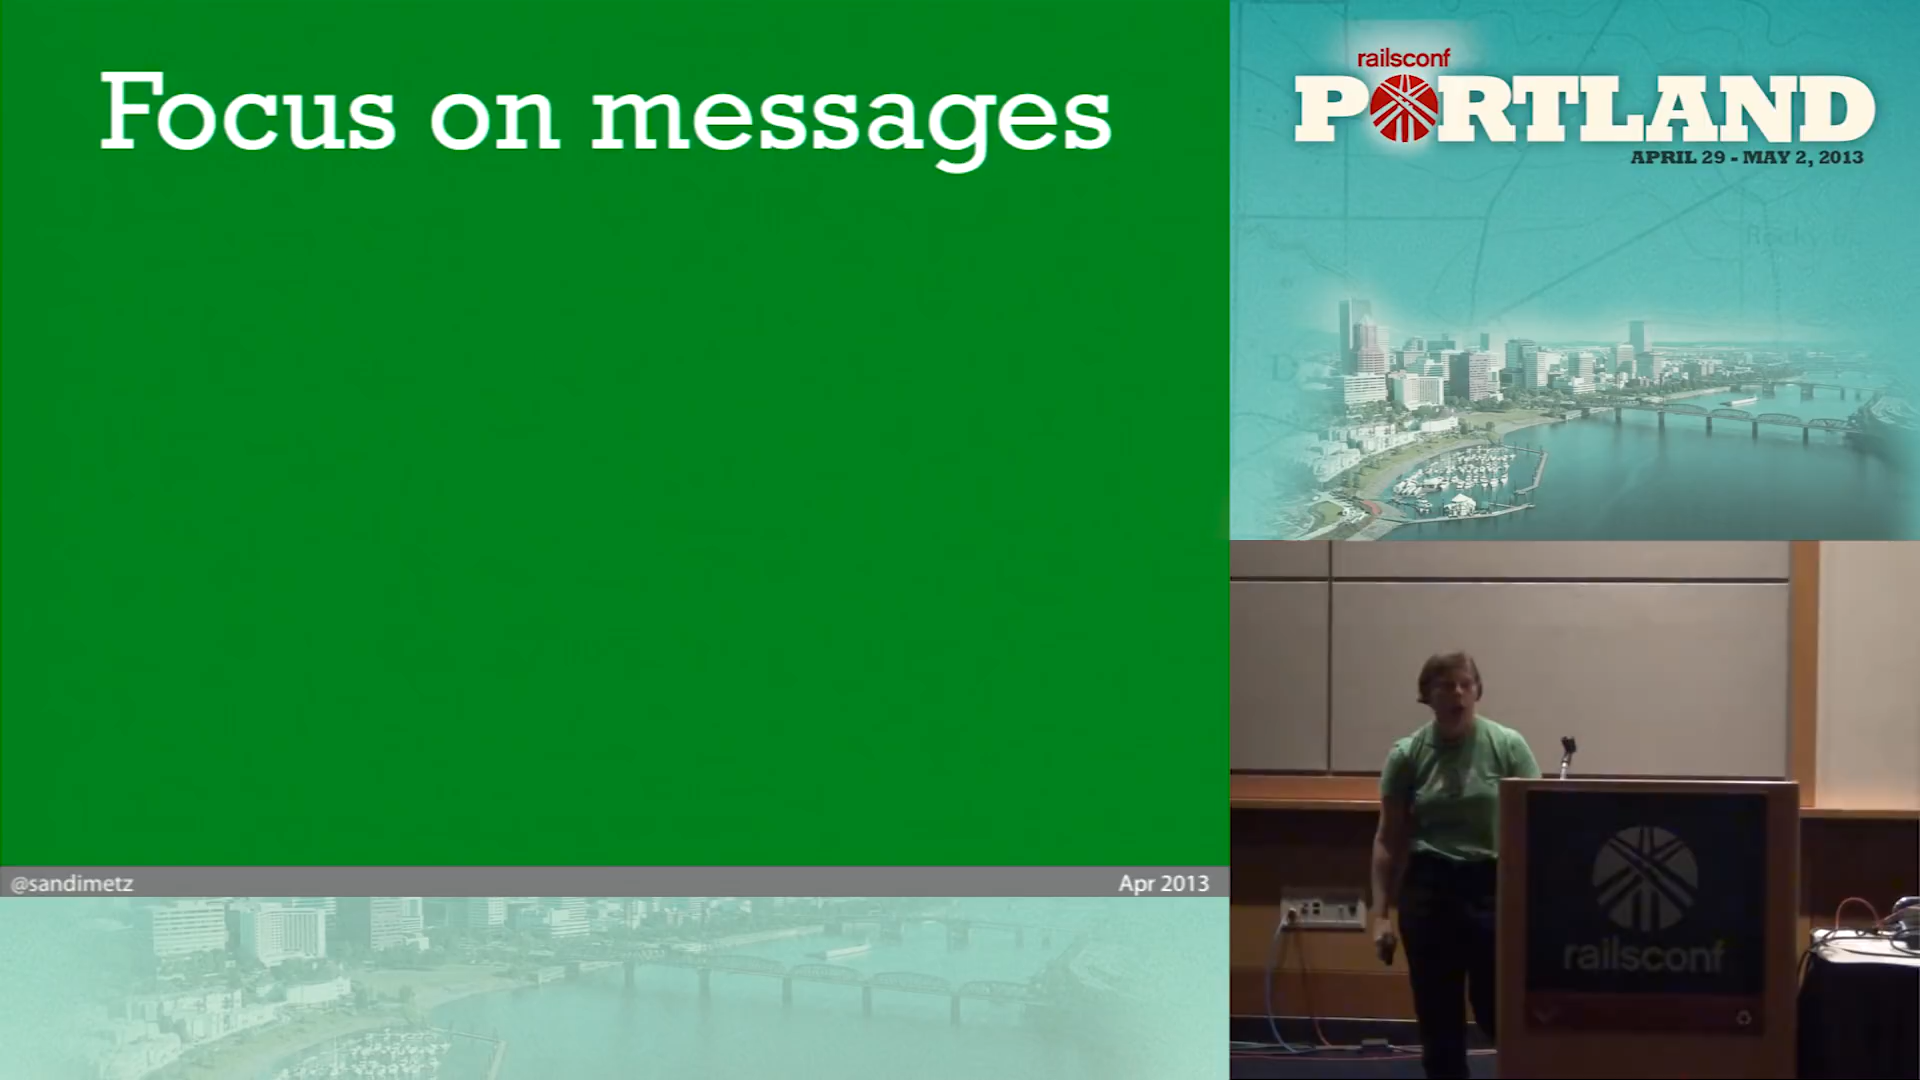 Focus on messages
@sandimetz
Apr 2013
railsconf
PORTLAND
APRIL 29 - MAY 2, 2013
railsconf